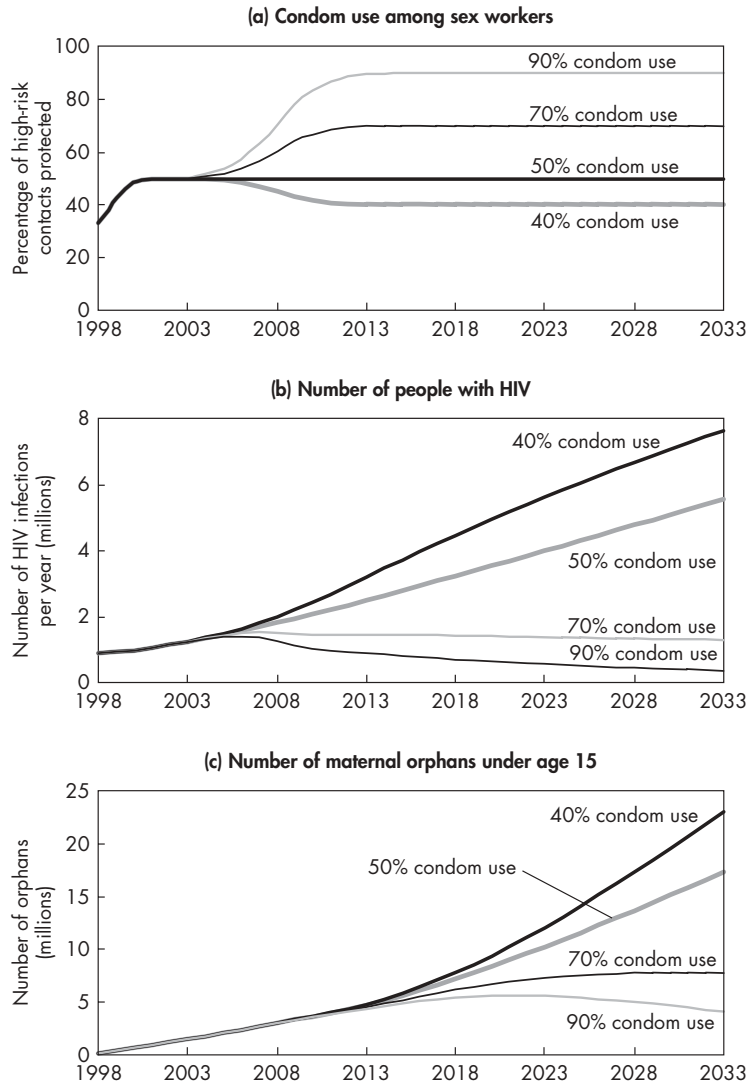 (a) Condom use among sex workers
Percentage of high-risk
contacts protected
100
80
60
40
20
0
90% condom use
70% condom use
50% condom use
40% condom use
1998 2003 2008 2013 2018 2023 2028 2033
(b) Number of people with HIV
Number of HIV infections
per year (millions)
8
6
4
2
0
40% condom use
50% condom use
70% condom use
90% condom use
1998 2003 2008 2013 2018 2023 2028 2033
(c) Number of maternal orphans under age 15
Number of orphans
(millions)
25
20
15
10
5
0
40% condom use
50% condom use
70% condom use
90% condom use
1998 2003 2008 2013 2018 2023 2028 2033